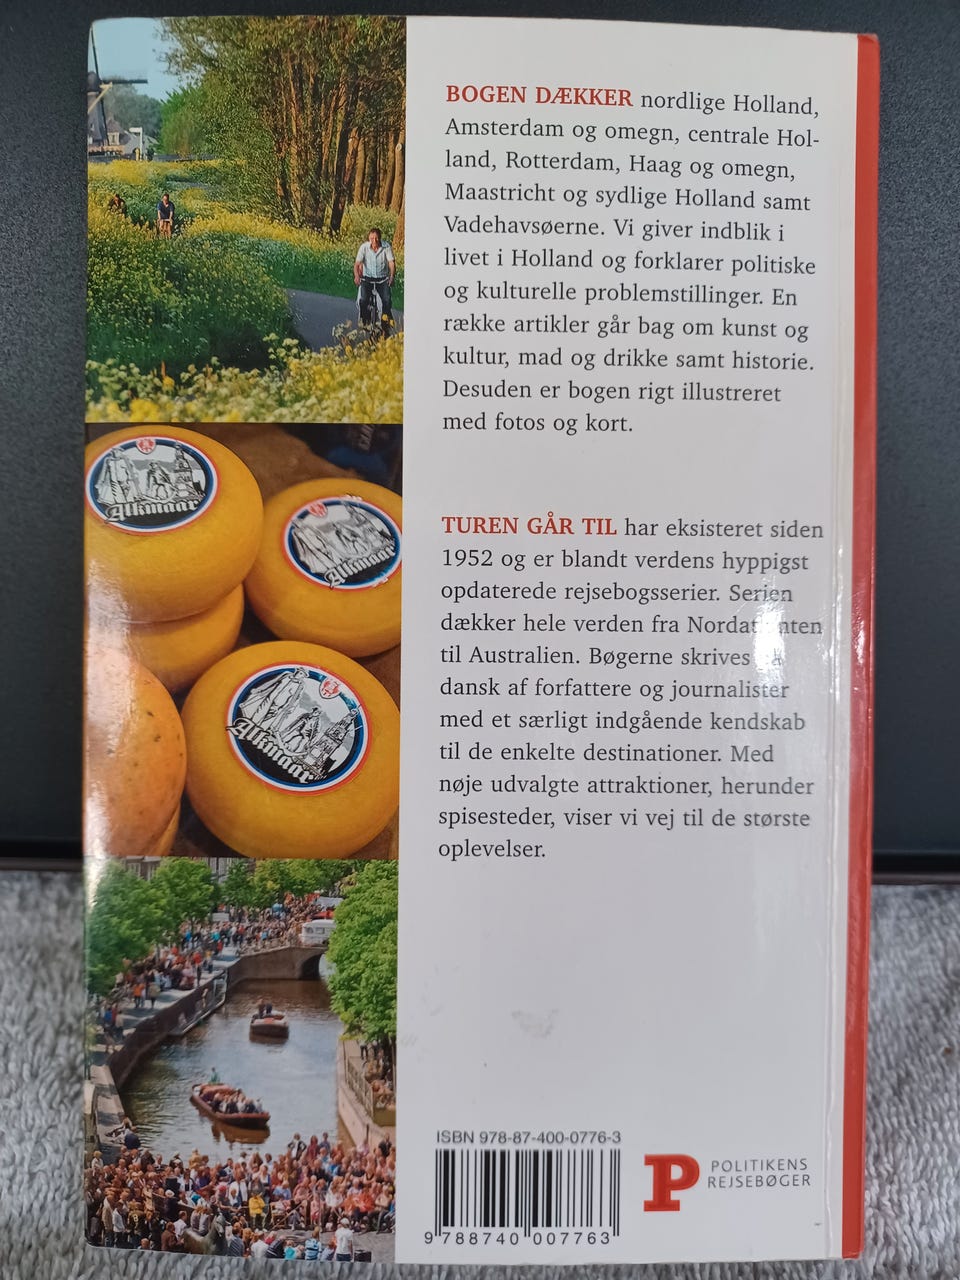 BOGEN DÆKKER nordlige Holland,
Amsterdam og omegn, centrale Hol-
land, Rotterdam, Haag og omegn,
Maastricht og sydlige Holland samt
Vadehavsøerne. Vi giver indblik i
livet i Holland og forklarer politiske
og kulturelle problemstillinger. En
række artikler går bag om kunst og
kultur, mad og drikke samt historie.
Desuden er bogen rigt illustreret
med fotos og kort.
TUREN GÅR TIL har eksisteret siden
1952 og er blandt verdens hyppigst
opdaterede rejsebogsserier. Serien
dækker hele verden fra Nordatlanten
til Australien. Bøgerne skrives på
dansk af forfattere og journalister
med et særligt indgående kendskab
til de enkelte destinationer. Med
nøje udvalgte attraktioner, herunder
spisesteder, viser vi vej til de største
oplevelser.
Alkmaar
Alkmaar
Alkmaar
ISBN 978-87-400-0776-3
9 788740 007763
P
POLITIKENS
REJSEBØGER